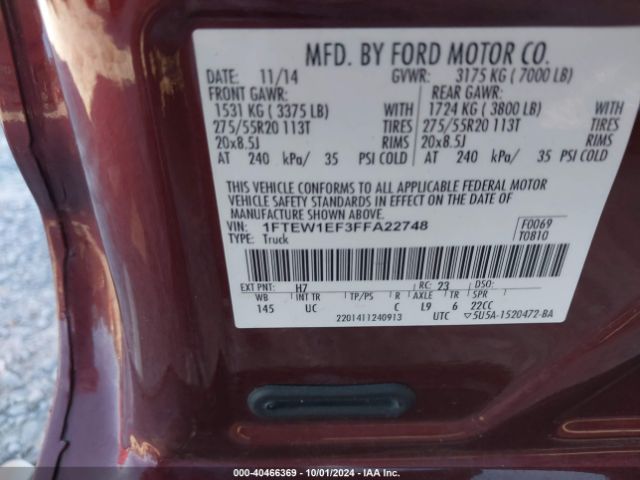 MFD. BY FORD MOTOR CO.
DATE: 11/14 GVWR: 3175 KG ( 7000 LB)
FRONT GAWR: REAR GAWR:
1531 KG ( 3375 LB) WITH 1724 KG ( 3800 LB) WITH
275/55R20 113T TIRES 275/55R20 113T TIRES
20x8.5J RIMS 20x8.5J RIMS
AT 240 kPa/ 35 PSI COLD AT 240 kPa/ 35 PSI COLD
THIS VEHICLE CONFORMS TO ALL APPLICABLE FEDERAL MOTOR
VEHICLE SAFETY STANDARDS IN EFFECT ON THE DATE OF
MANUFACTURE SHOWN ABOVE.
VIN: 1FTEW1EF3FFA22748 F0069
TYPE: Truck T0810
EXT PNT: H7 RC: 23 DSO:
WB INT TR TP/PS R AXLE TR SPR
145 UC C L9 6 22CC
2201411240913 UTC ▽5U5A-1520472-BA
000-40466369 - 10/01/2024 - IAAI.com